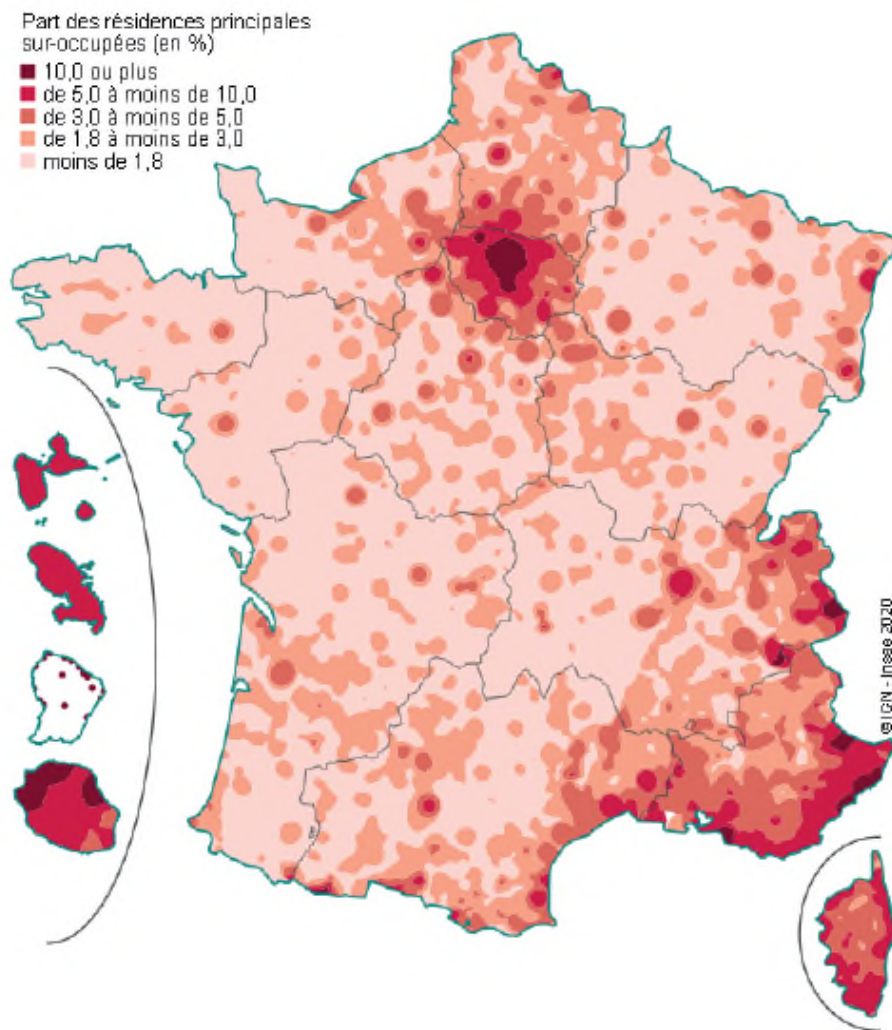 Part des résidences principales
sur-occupées (en %)
10,0 ou plus
de 5,0 à moins de 10,0
de 3,0 à moins de 5,0
de 1,8 à moins de 3,0
moins de 1,8
© IGN - Insee 2020